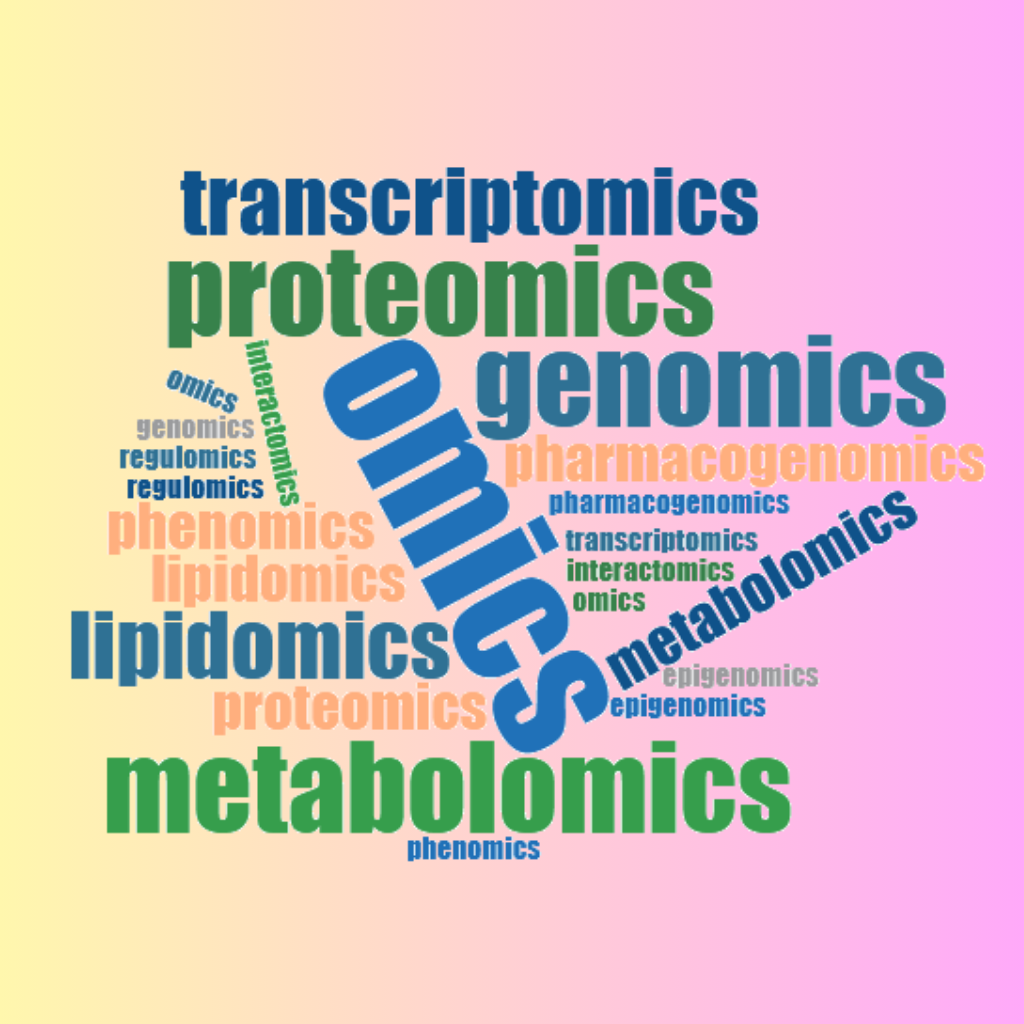 transcriptomics
proteomics
genomics
omics
interactomics
omics
genomics
regulomics
regulomics
pharmacogenomics
pharmacogenomics
phenomics
transcriptomics
interactomics
omics
metabolomics
lipidomics
lipidomics
epigenomics
epigenomics
proteomics
metabolomics
phenomics